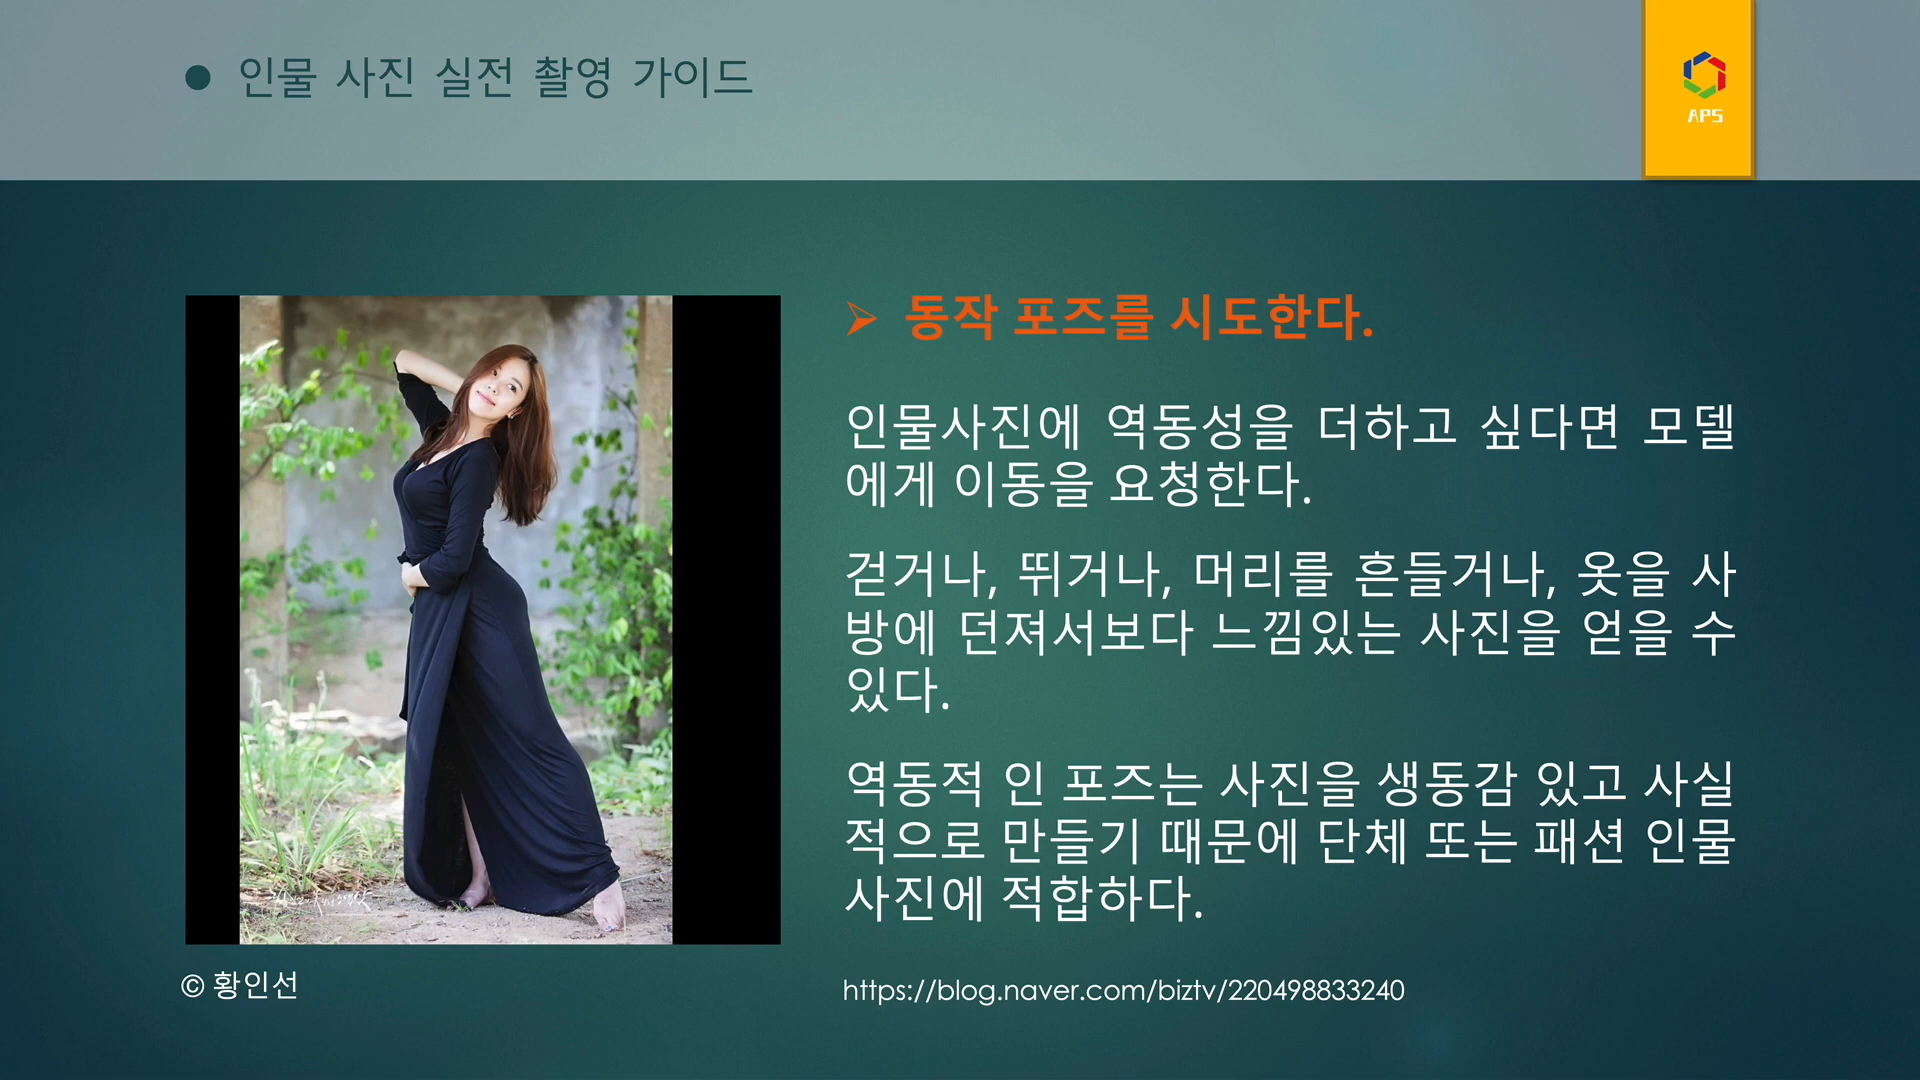 ● 인물 사진 실전 촬영 가이드
APS
➢ 동작 포즈를 시도한다.
인물사진에 역동성을 더하고 싶다면 모델
에게 이동을 요청한다.
걷거나, 뛰거나, 머리를 흔들거나, 옷을 사
방에 던져서보다 느낌있는 사진을 얻을 수
있다.
역동적 인 포즈는 사진을 생동감 있고 사실
적으로 만들기 때문에 단체 또는 패션 인물
사진에 적합하다.
© 황인선
https://blog.naver.com/biztv/220498833240